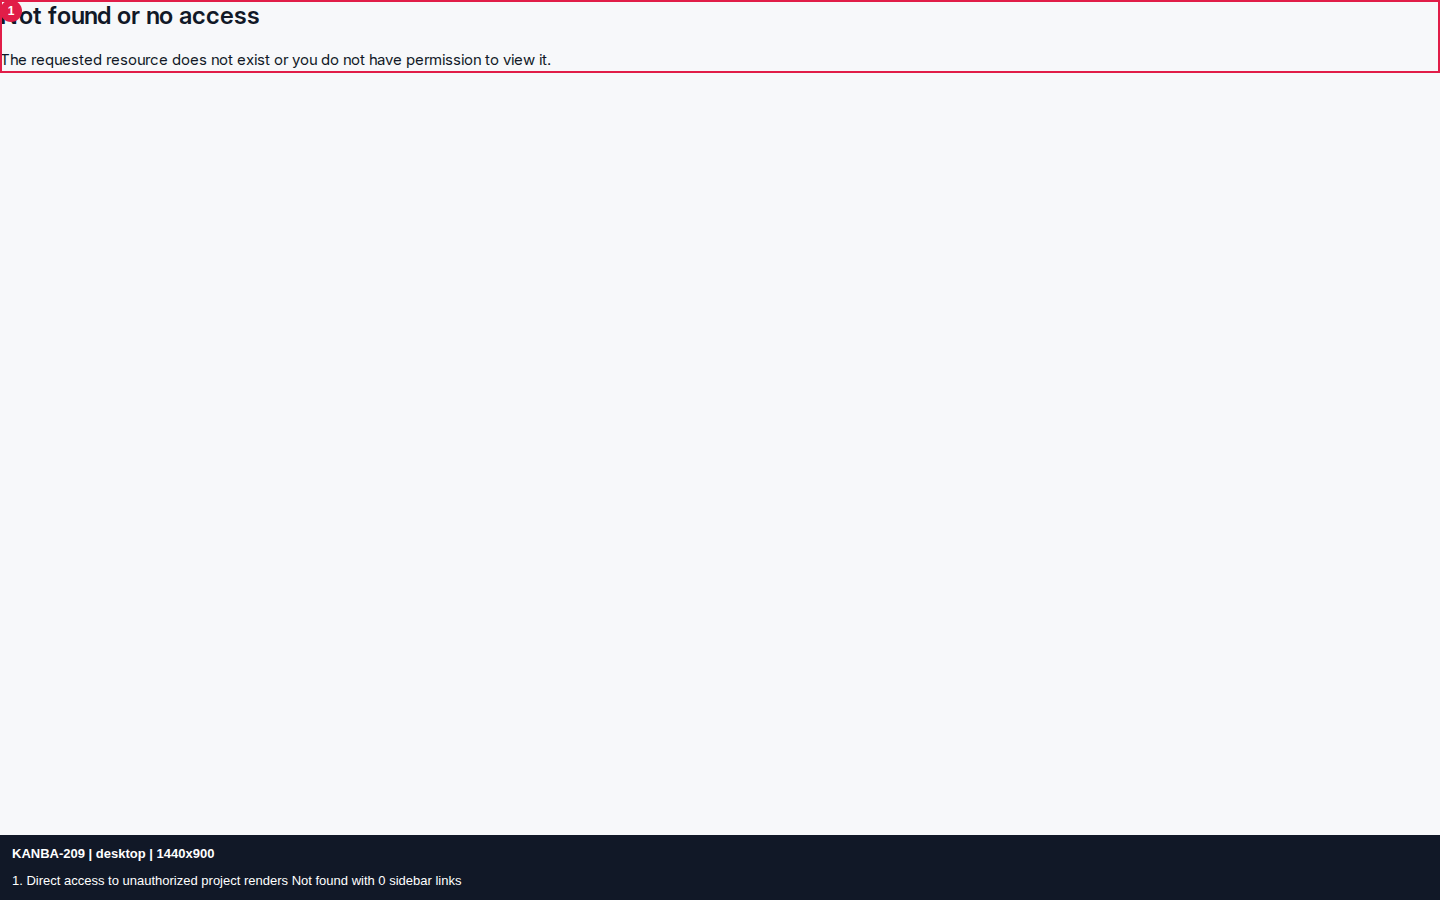 1
Not found or no access
The requested resource does not exist or you do not have permission to view it.
KANBA-209 | desktop | 1440x900
1. Direct access to unauthorized project renders Not found with 0 sidebar links